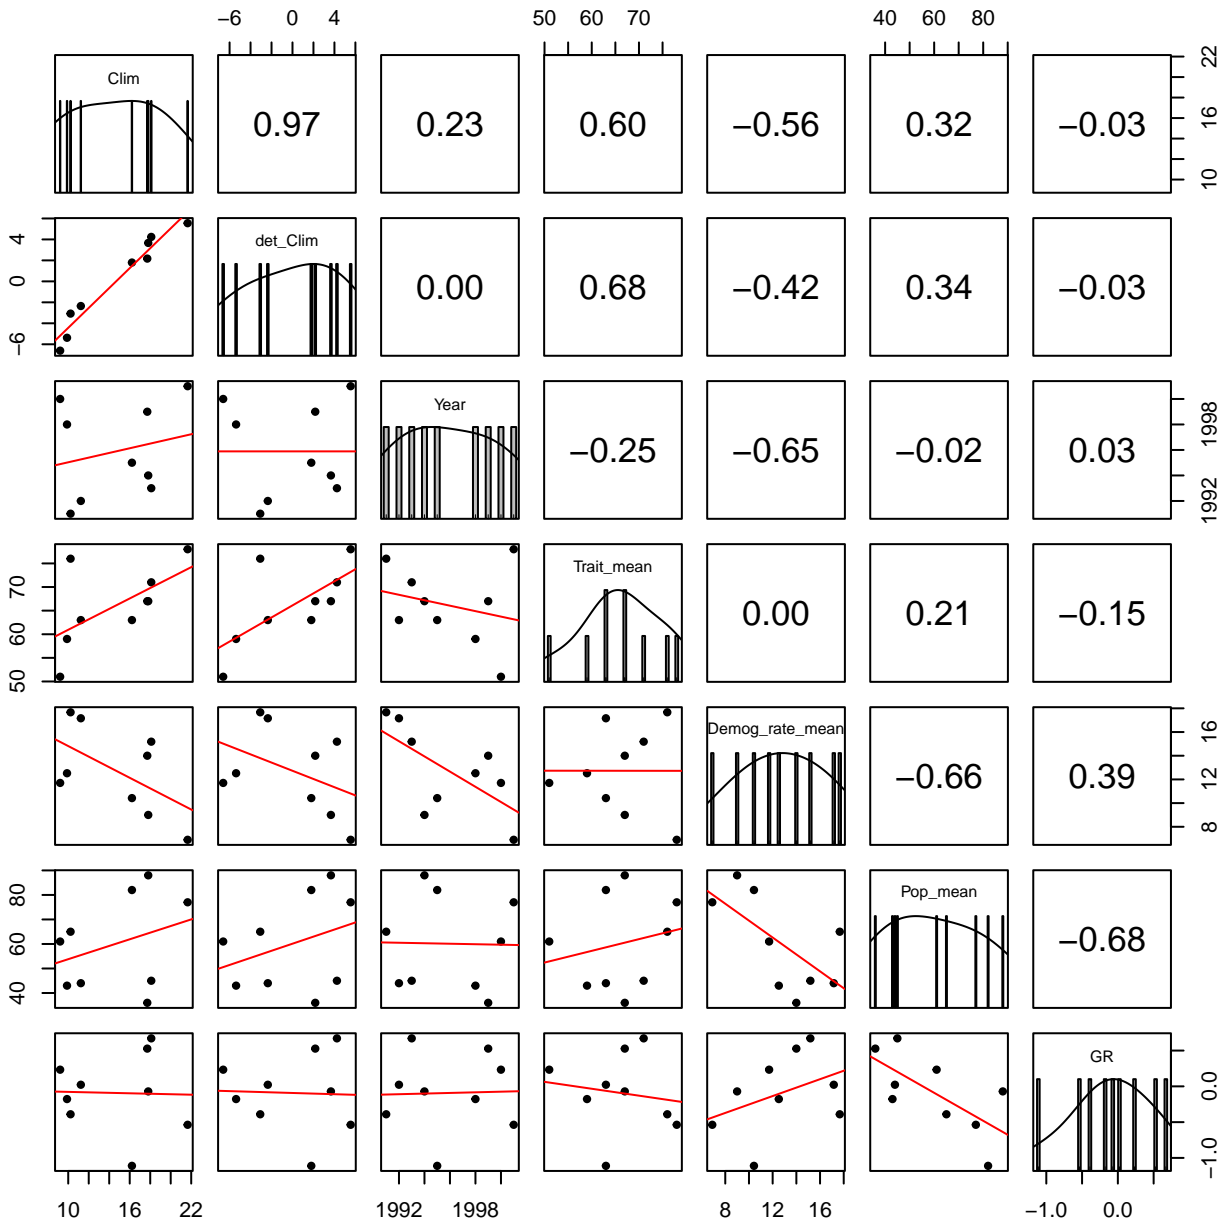 −6 0 4 50 60 70 40 60 80
Clim 0.97 0.23 0.60 −0.56 0.32 −0.03 10 16 22
−6 0 4 det_Clim 0.00 0.68 −0.42 0.34 −0.03
Year −0.25 −0.65 −0.02 0.03 1992 1998
50 60 70 Trait_mean 0.00 0.21 −0.15
Demog_rate_mean −0.66 0.39 8 12 16
40 60 80 Pop_mean −0.68
GR −1.0 0.0
10 16 22 1992 1998 8 12 16 −1.0 0.0